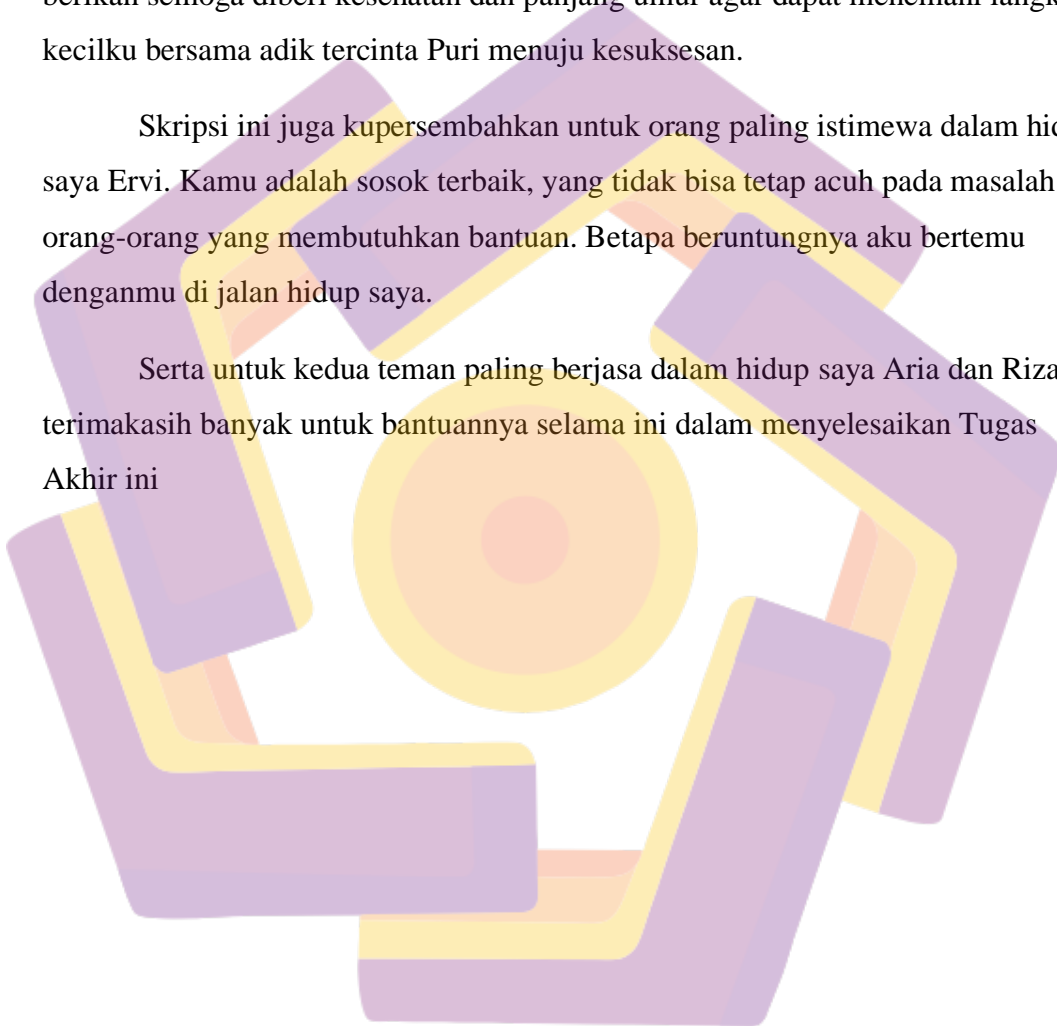 berikan semoga diberi kesehatan dan panjang umur agar dapat menemani
kecilku bersama adik tercinta Puri menuju kesuksesan.
Skripsi ini juga kupersembahkan untuk orang paling istimewa dalam
saya Ervi. Kamu adalah sosok terbaik, yang tidak bisa tetap acuh pada masalah
orang-orang yang membutuhkan bantuan. Betapa beruntungnya aku bertemu
denganmu di jalan hidup saya.
Serta untuk kedua teman paling berjasa dalam hidup saya Aria dan
terimakasih banyak untuk bantuannya selama ini dalam menyelesaikan Tugas
Akhir ini